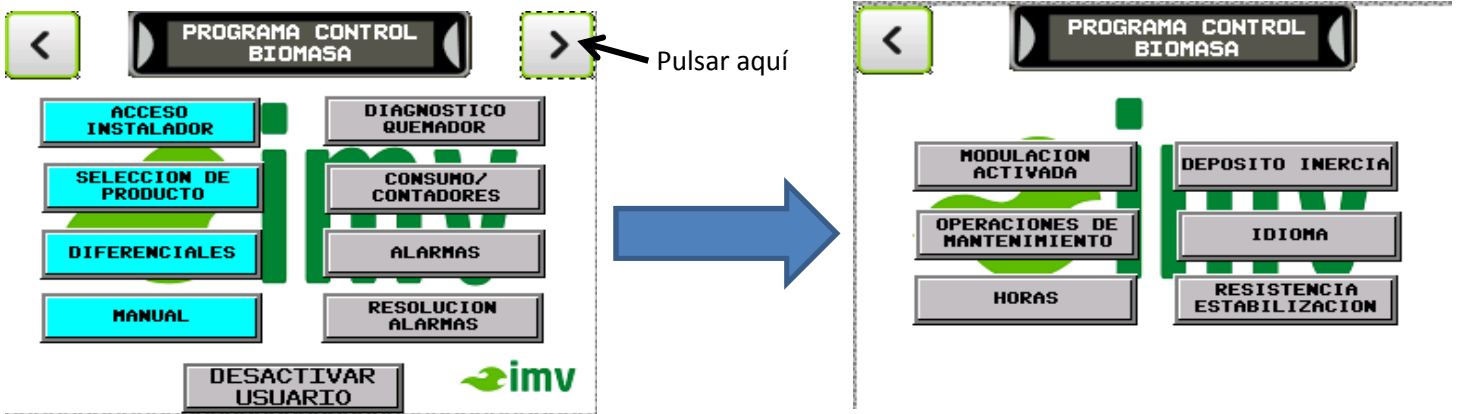 PROGRAMA CONTROL
BIOMASA
Pulsar aquí
ACCESO
INSTALADOR
DIAGNOSTICO
QUEMADOR
SELECCION DE
PRODUCTO
CONSUMO/
CONTADORES
DIFERENCIALES
ALARMAS
MANUAL
RESOLUCION
ALARMAS
DESACTIVAR
USUARIO
imv
PROGRAMA CONTROL
BIOMASA
MODULACION
ACTIVADA
DEPOSITO INERCIA
OPERACIONES DE
MANTENIMIENTO
IDIOMA
HORAS
RESISTENCIA
ESTABILIZACION